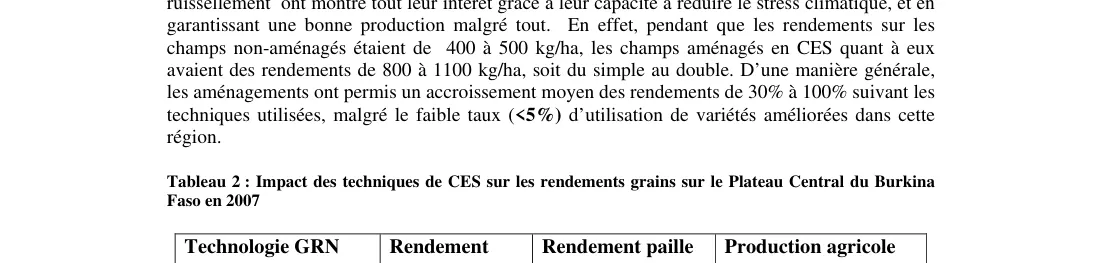 ruissellement ont montré tout leur intérêt grâce à leur capacité à réduire le stress climatique, et en
garantissant une bonne production malgré tout. En effet, pendant que les rendements sur les
champs non-aménagés étaient de 400 à 500 kg/ha, les champs aménagés en CES quant à eux
avaient des rendements de 800 à 1100 kg/ha, soit du simple au double. D’une manière générale,
les aménagements ont permis un accroissement moyen des rendements de 30% à 100% suivant les
techniques utilisées, malgré le faible taux (<5%) d’utilisation de variétés améliorées dans cette
région.
Tableau 2 : Impact des techniques de CES sur les rendements grains sur le Plateau Central du Burkina
Faso en 2007
Technologie GRN Rendement Rendement paille Production agricole